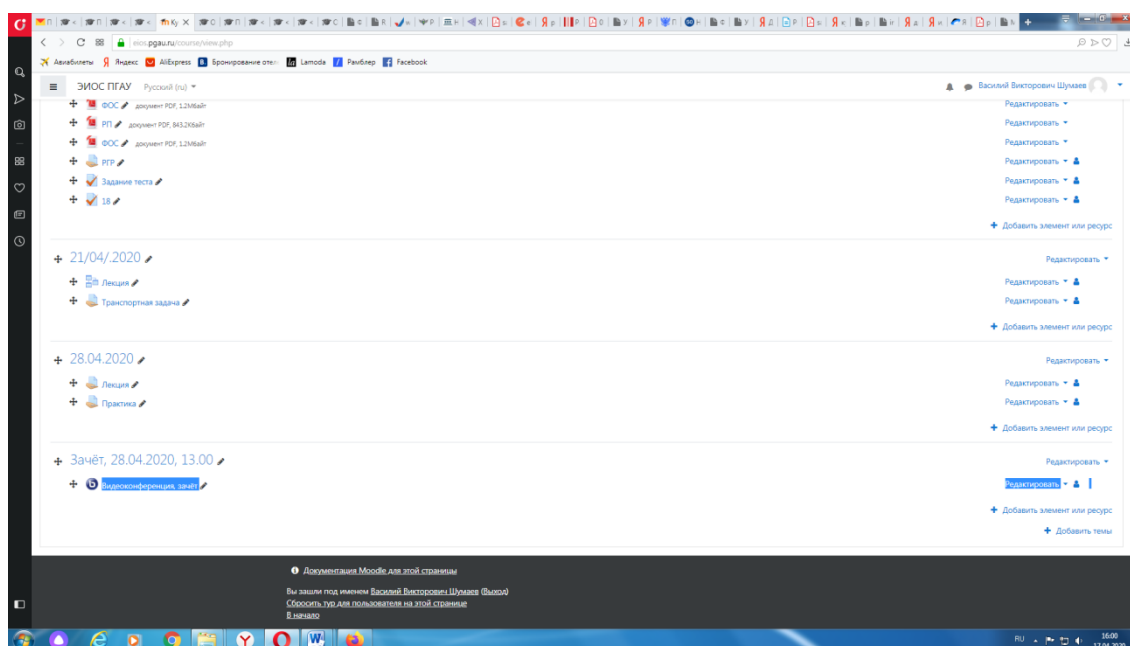 eios.pgau.ru/course/view.php
Авиабилеты Яндекс AliExpress Бронирование отел Lamoda Рамблер Facebook
ЭИОС ПГАУ Русский (ru) Василий Викторович Шумаев
ФОС документ PDF, 1.2Мбайт Редактировать
РП документ PDF, 843.2Кбайт Редактировать
ФОС документ PDF, 1.2Мбайт Редактировать
РГР Редактировать
Задание теста Редактировать
18 Редактировать
Добавить элемент или ресурс
21/04/.2020 Редактировать
Лекция Редактировать
Транспортная задача Редактировать
Добавить элемент или ресурс
28.04.2020 Редактировать
Лекция Редактировать
Практика Редактировать
Добавить элемент или ресурс
Зачёт, 28.04.2020, 13.00 Редактировать
Видеоконференция, зачёт Редактировать
Добавить элемент или ресурс
Добавить темы
Документация Moodle для этой страницы
Вы зашли под именем Василий Викторович Шумаев (Выход)
Сбросить тур для пользователя на этой странице
В начало
RU 16:00
17.04.2020